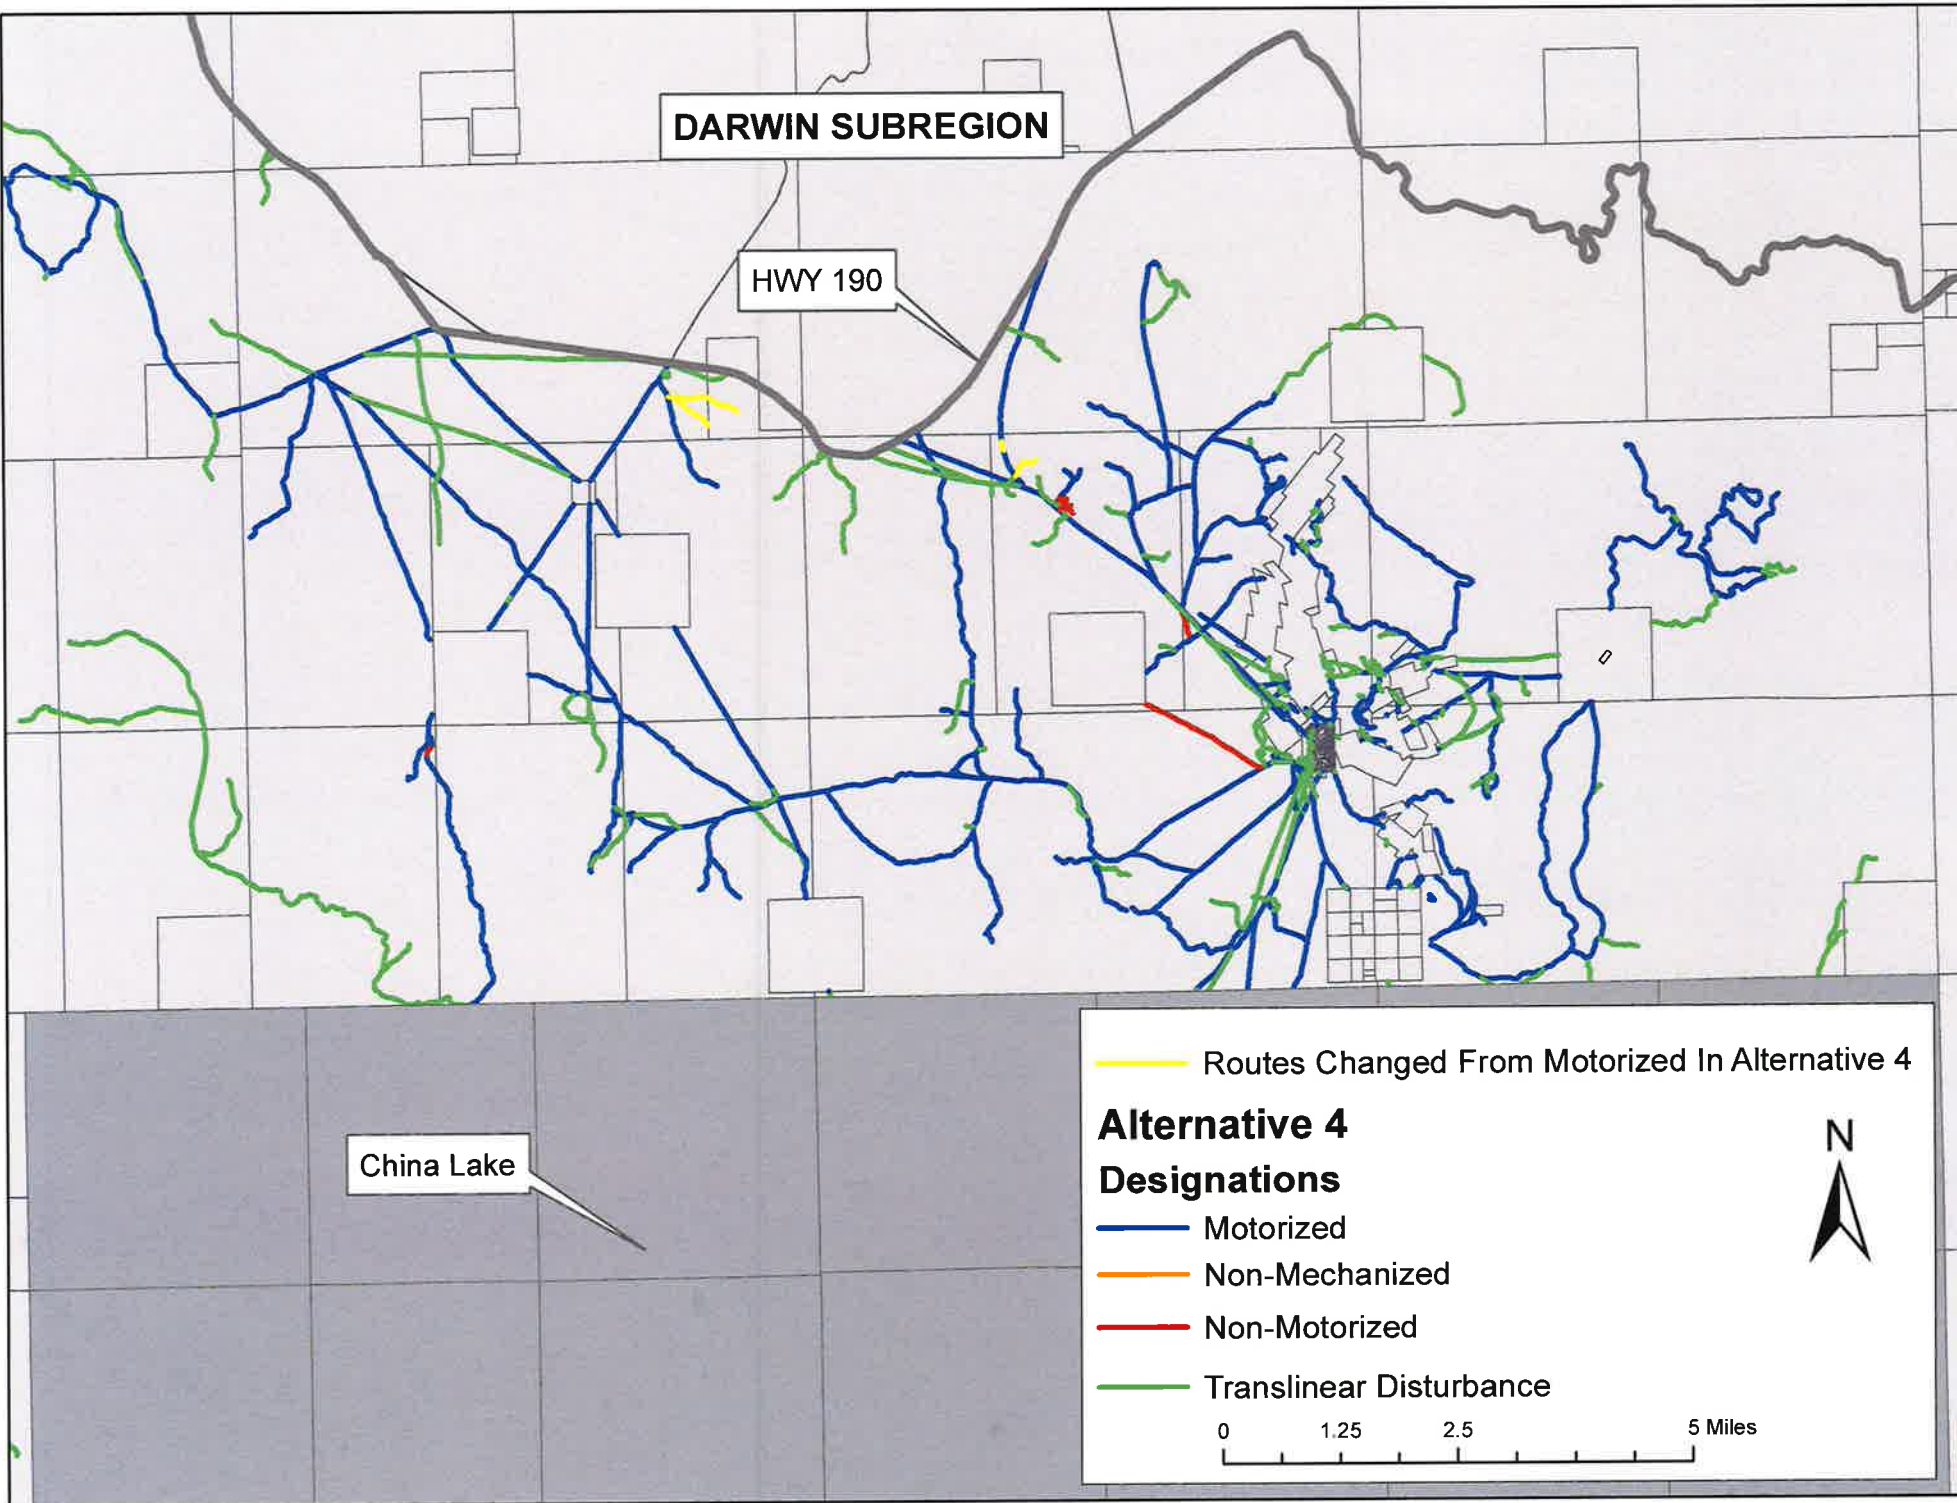 DARWIN SUBREGION
HWY 190
China Lake
Routes Changed From Motorized In Alternative 4
Alternative 4
Designations
Motorized
Non-Mechanized
Non-Motorized
Translinear Disturbance
N
0 1.25 2.5 5 Miles